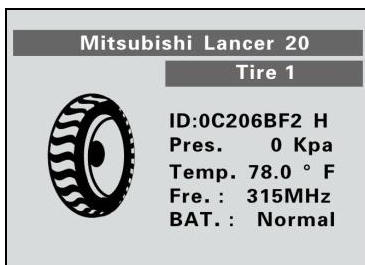 Mitsubishi Lancer 20
Tire 1
ID:0C206BF2 H
Pres. 0 Kpa
Temp. 78.0 ° F
Fre. : 315MHz
BAT. : Normal